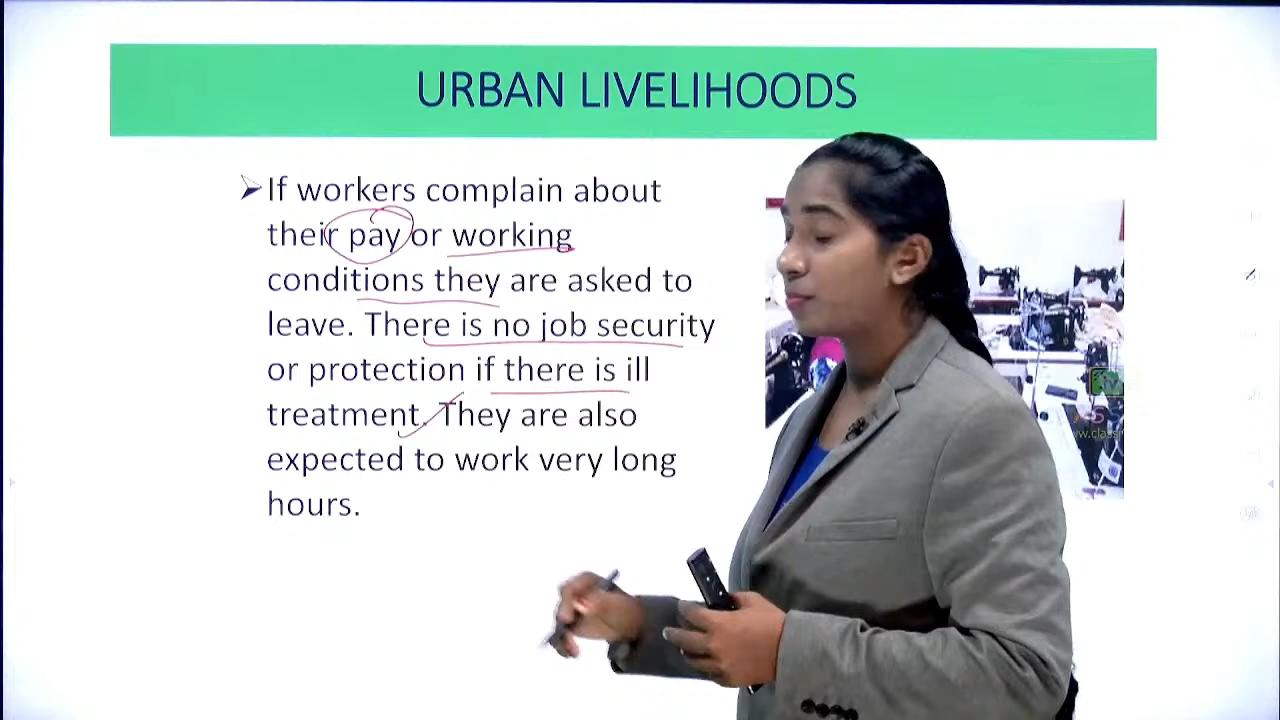 URBAN LIVELIHOODS
➢If workers complain about
their pay or working
conditions they are asked to
leave. There is no job security
or protection if there is ill
treatment. They are also
expected to work very long
hours.